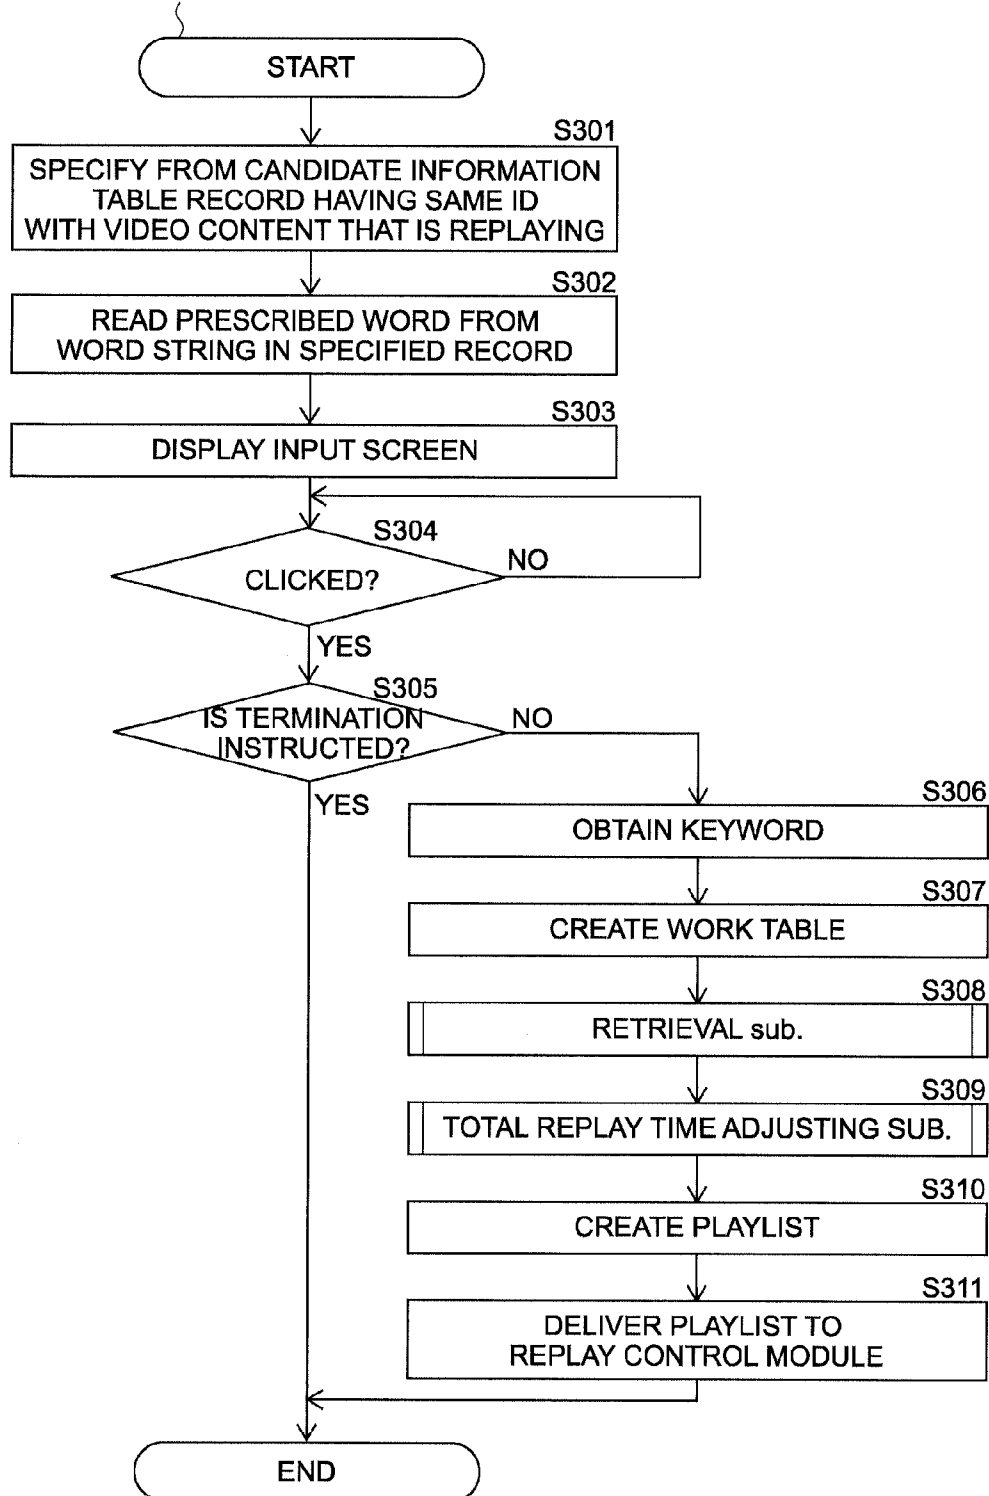 START
S301
SPECIFY FROM CANDIDATE INFORMATION
TABLE RECORD HAVING SAME ID
WITH VIDEO CONTENT THAT IS REPLAYING
S302
READ PRESCRIBED WORD FROM
WORD STRING IN SPECIFIED RECORD
S303
DISPLAY INPUT SCREEN
S304
CLICKED?
NO
YES
S305
IS TERMINATION
INSTRUCTED?
NO
YES
S306
OBTAIN KEYWORD
S307
CREATE WORK TABLE
S308
RETRIEVAL sub.
S309
TOTAL REPLAY TIME ADJUSTING SUB.
S310
CREATE PLAYLIST
S311
DELIVER PLAYLIST TO
REPLAY CONTROL MODULE
END